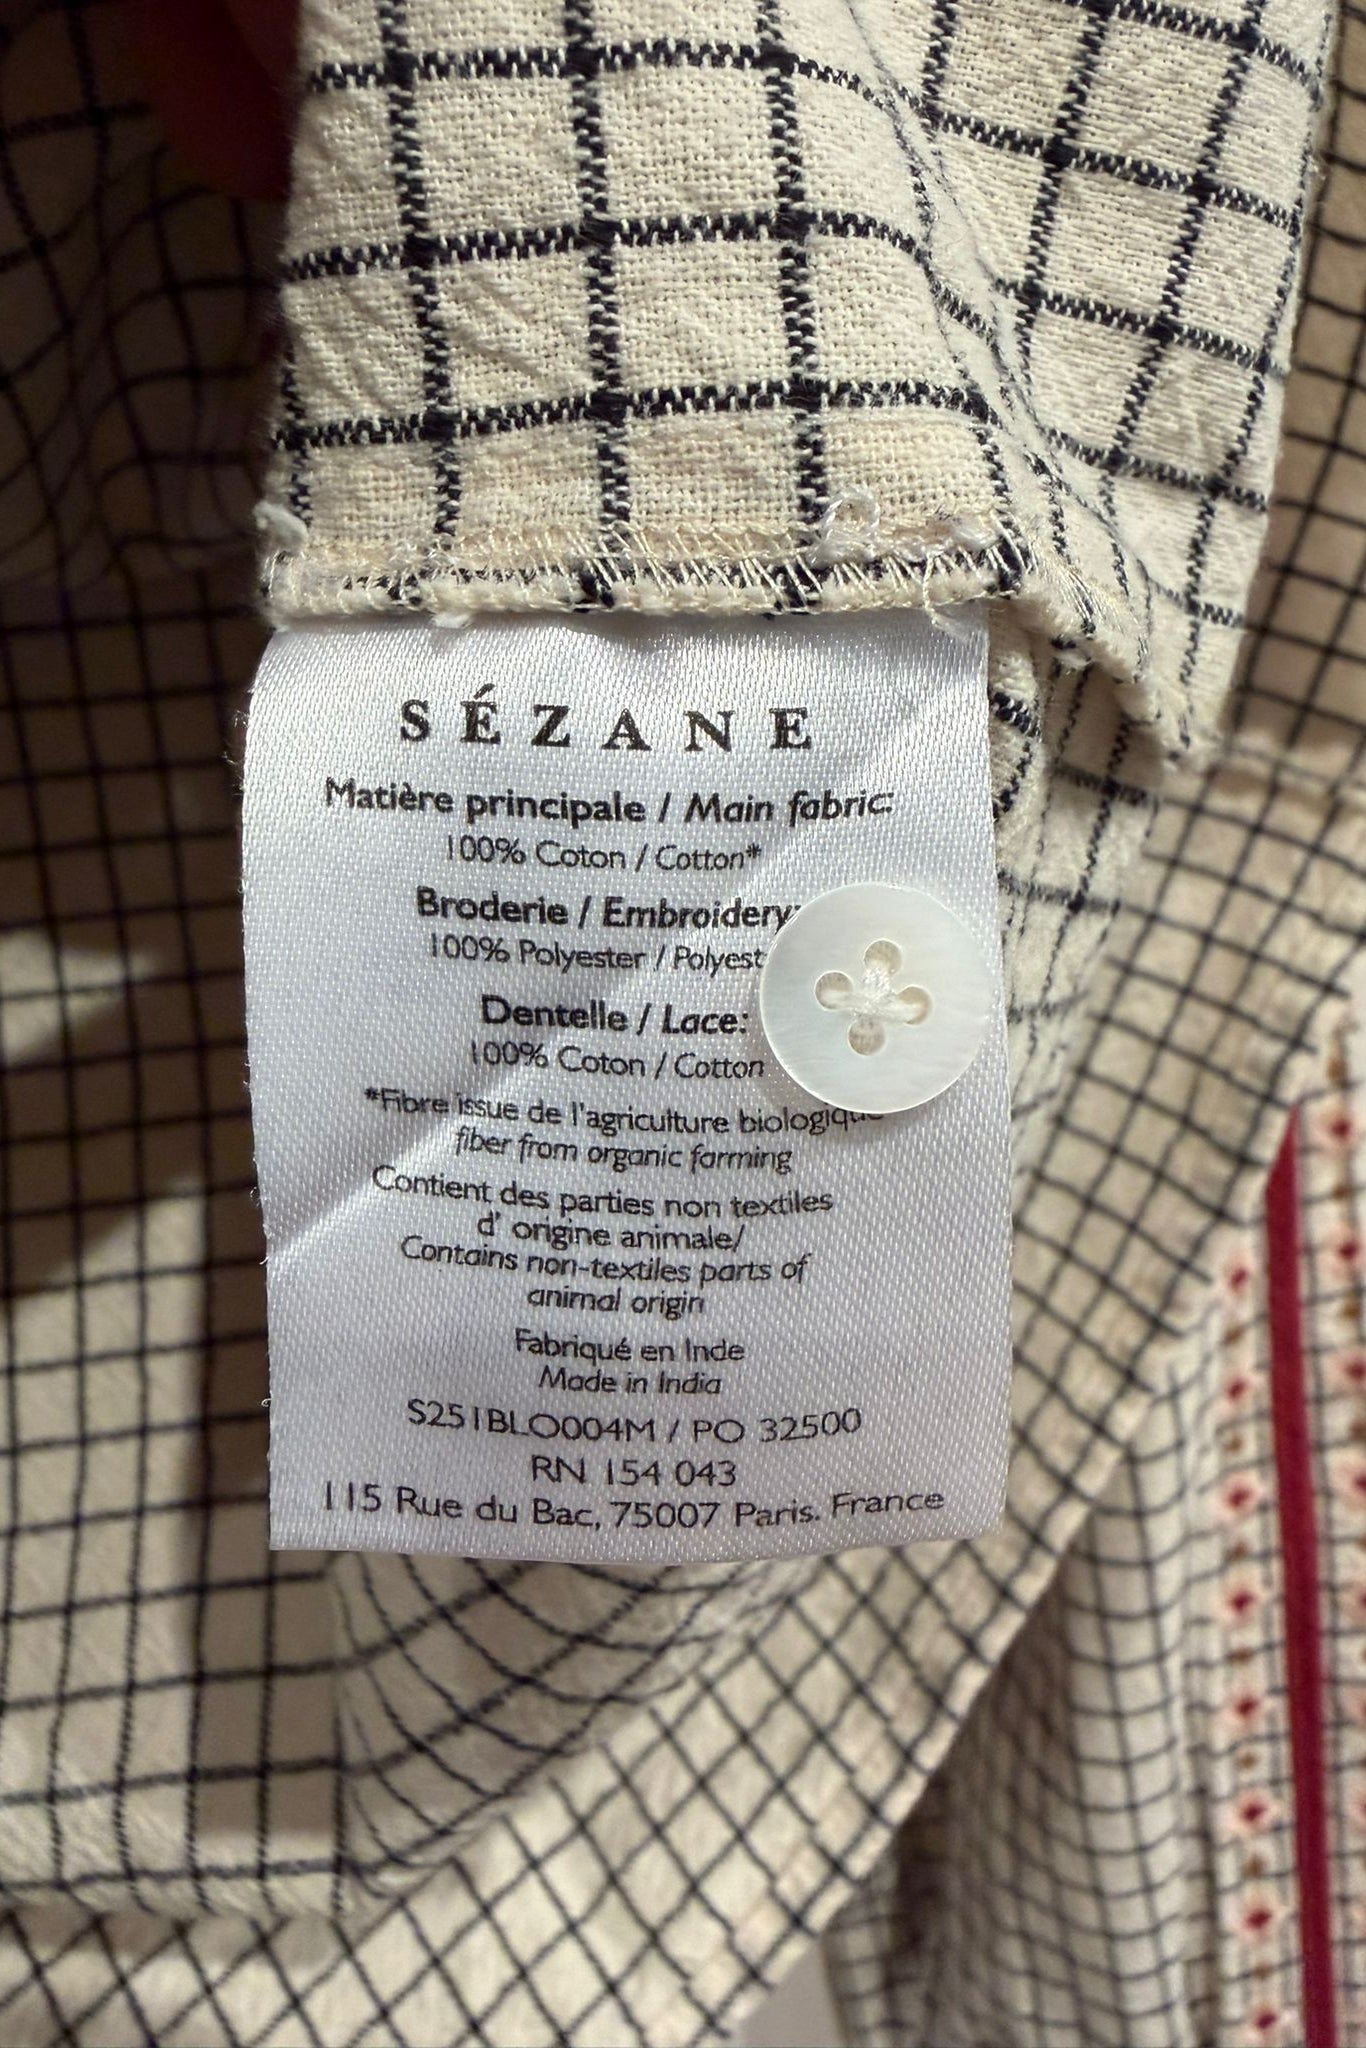 SÉZANE
Matière principale / Main fabric:
100% Coton / Cotton*
Broderie / Embroidery:
100% Polyester / Polyest
Dentelle / Lace:
100% Coton / Cotton
*Fibre issue de l'agriculture biologique
fiber from organic farming
Contient des parties non textiles
d' origine animale/
Contains non-textiles parts of
animal origin
Fabriqué en Inde
Made in India
S251BLO004M / PO 32500
RN 154 043
115 Rue du Bac, 75007 Paris. France